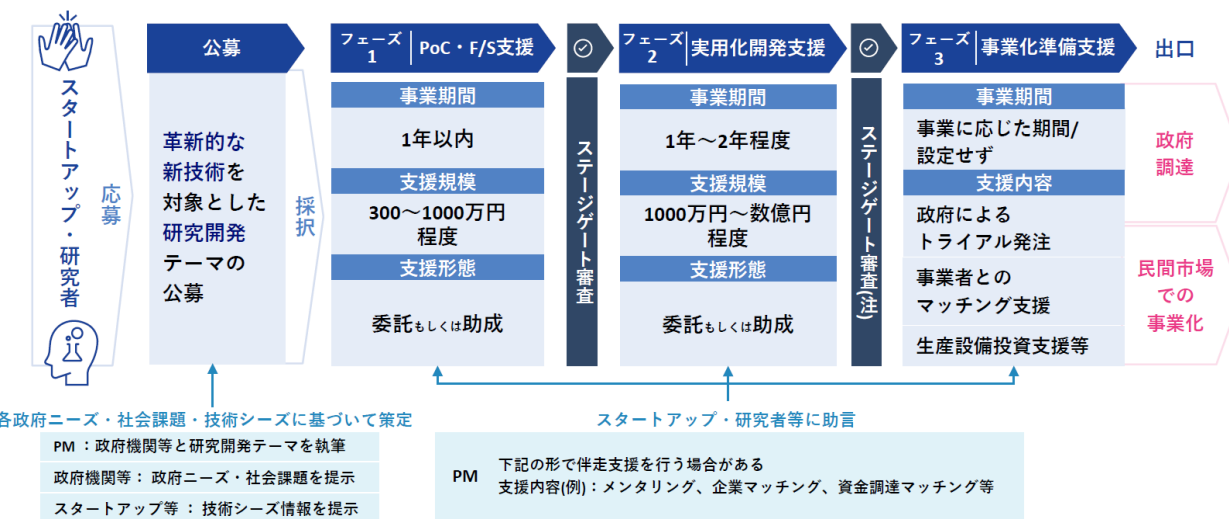 スタートアップ・研究者
応募
公募
革新的な
新技術を
対象とした
研究開発
テーマの
公募
採択
フェーズ
1
PoC・F/S支援
事業期間
1年以内
支援規模
300～1000万円
程度
支援形態
委託もしくは助成
ステージゲート審査
フェーズ
2
実用化開発支援
事業期間
1年～2年程度
支援規模
1000万円～数億円
程度
支援形態
委託もしくは助成
ステージゲート審査(注)
フェーズ
3
事業化準備支援
事業期間
事業に応じた期間/
設定せず
支援内容
政府による
トライアル発注
事業者との
マッチング支援
生産設備投資支援等
出口
政府
調達
民間市場
での
事業化
各政府ニーズ・社会課題・技術シーズに基づいて策定
PM ：政府機関等と研究開発テーマを執筆
政府機関等： 政府ニーズ・社会課題を提示
スタートアップ等 ： 技術シーズ情報を提示
スタートアップ・研究者等に助言
PM
下記の形で伴走支援を行う場合がある
支援内容(例)：メンタリング、企業マッチング、資金調達マッチング等